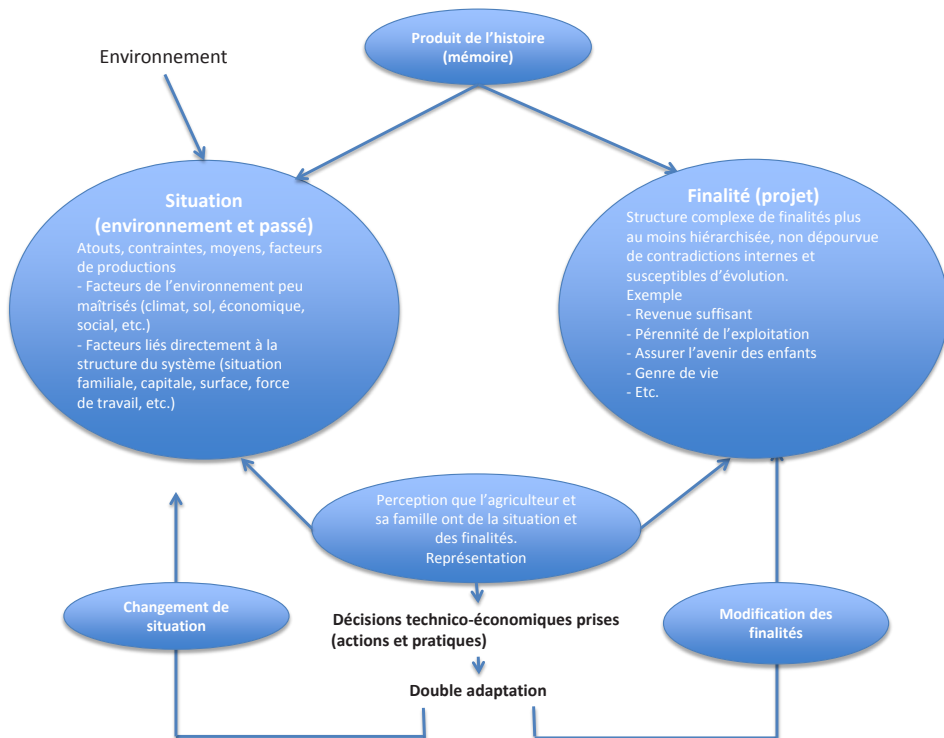 Produit de l'histoire
(mémoire)
Environnement
Situation
(environnement et passé)
Atouts, contraintes, moyens, facteurs
de productions
- Facteurs de l'environnement peu
maîtrisés (climat, sol, économique,
social, etc.)
- Facteurs liés directement à la
structure du système (situation
familiale, capitale, surface, force
de travail, etc.)
Finalité (projet)
Structure complexe de finalités plus
au moins hiérarchisée, non dépourvue
de contradictions internes et
susceptibles d'évolution.
Exemple
- Revenue suffisant
- Pérennité de l'exploitation
- Assurer l'avenir des enfants
- Genre de vie
- Etc.
Perception que l'agriculteur et
sa famille ont de la situation et
des finalités.
Représentation
Changement de
situation
Décisions technico-économiques prises
(actions et pratiques)
Modification des
finalités
Double adaptation